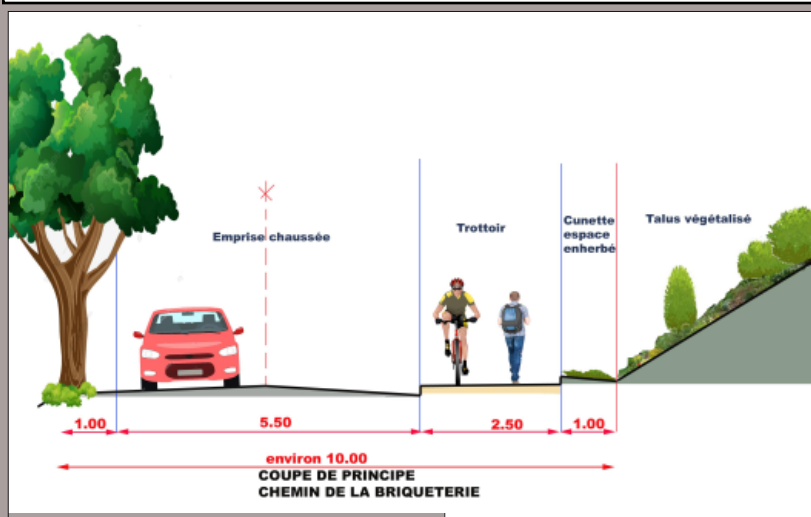 Emprise chaussée
Trottoir
Cunette
espace
enherbé
Talus végétalisé
1.00
5.50
2.50
1.00
environ 10.00
COUPE DE PRINCIPE
CHEMIN DE LA BRIQUETERIE